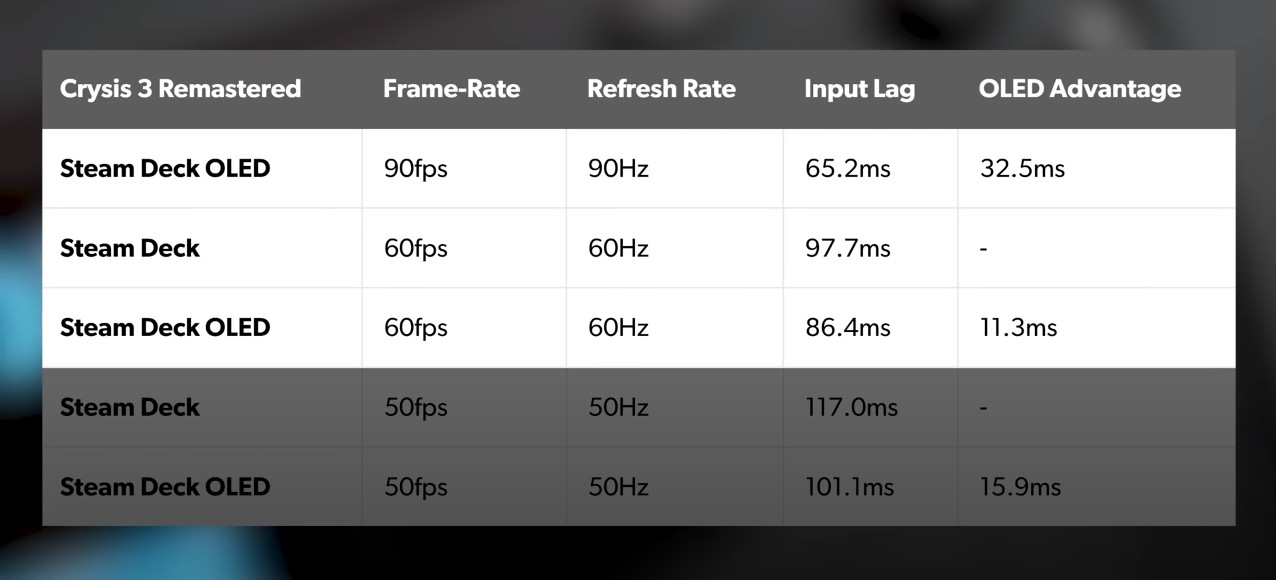 Crysis 3 Remastered Frame-Rate Refresh Rate Input Lag OLED Advantage
Steam Deck OLED 90fps 90Hz 65.2ms 32.5ms
Steam Deck 60fps 60Hz 97.7ms -
Steam Deck OLED 60fps 60Hz 86.4ms 11.3ms
Steam Deck 50fps 50Hz 117.0ms -
Steam Deck OLED 50fps 50Hz 101.1ms 15.9ms